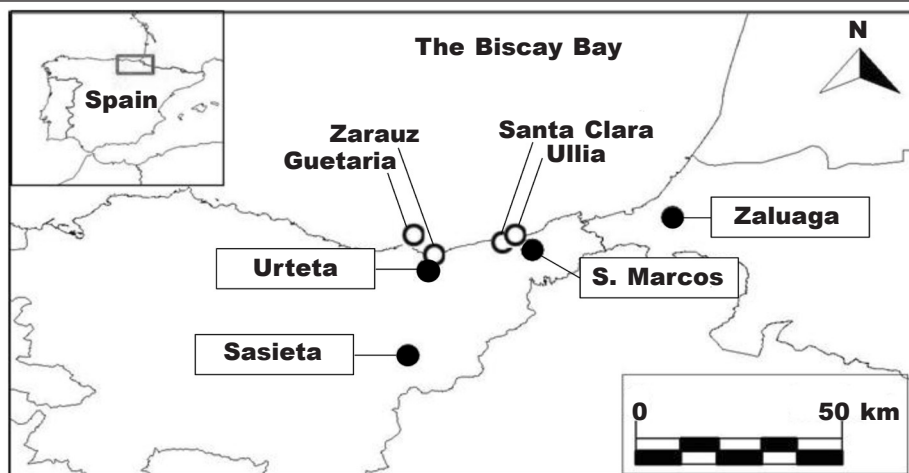 The Biscay Bay
N
Spain
Zarauz
Guetaria
Santa Clara
Ullia
Zaluaga
Urteta
S. Marcos
Sasieta
0 50 km